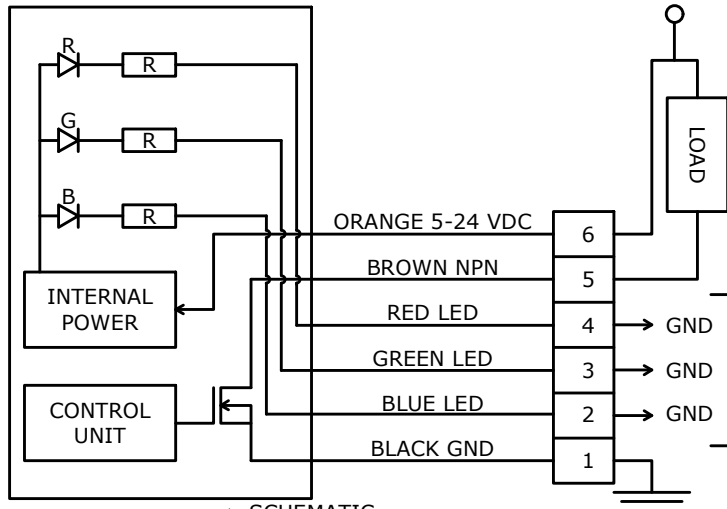 R
R
G
R
B
R
ORANGE 5-24 VDC
6
LOAD
INTERNAL
POWER
BROWN NPN
5
RED LED
4
GND
GREEN LED
3
GND
CONTROL
UNIT
BLUE LED
2
GND
BLACK GND
1
SCHEMATIC